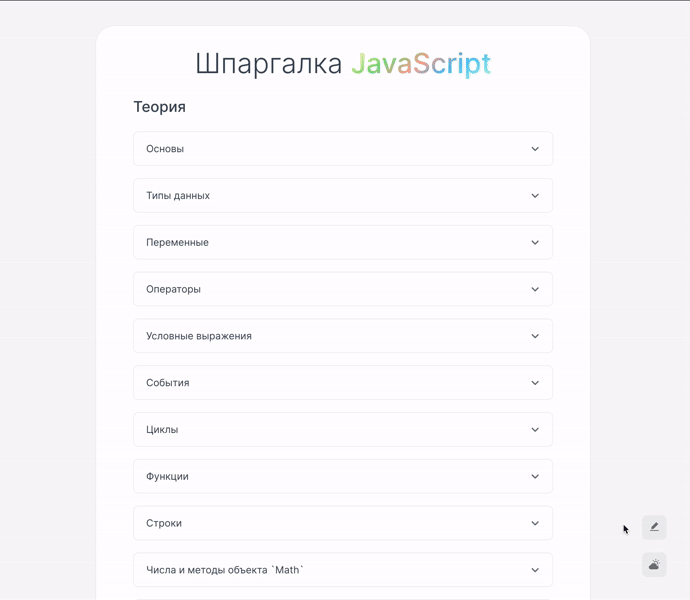 Шпаргалка JavaScript
Теория
Основы
Типы данных
Переменные
Операторы
Условные выражения
События
Циклы
Функции
Строки
Числа и методы объекта `Math`